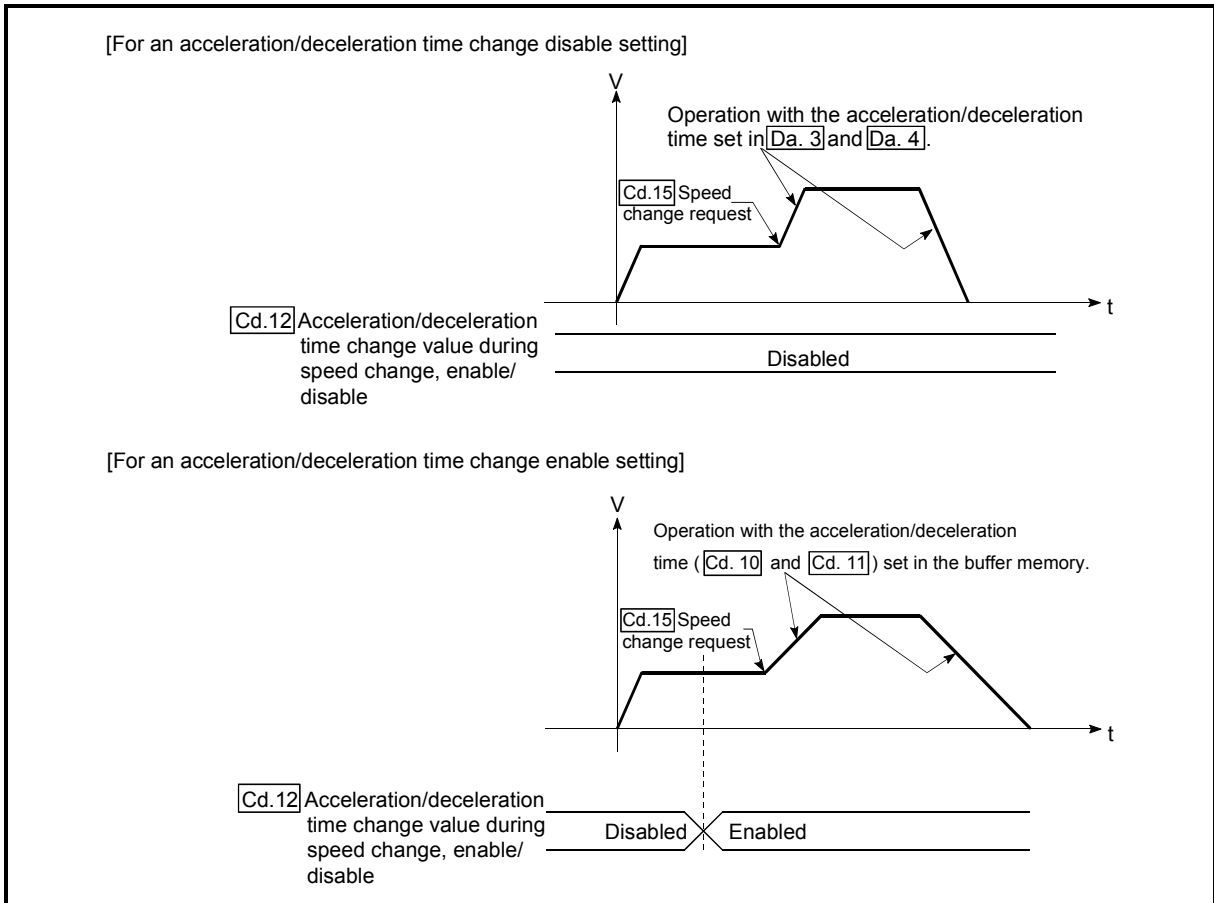 [For an acceleration/deceleration time change disable setting]
V
Operation with the acceleration/deceleration
time set in Da. 3 and Da. 4.
Cd.15 Speed
change request
t
Cd.12 Acceleration/deceleration
time change value during
speed change, enable/
disable
Disabled
[For an acceleration/deceleration time change enable setting]
V
Operation with the acceleration/deceleration
time ( Cd. 10 and Cd. 11 ) set in the buffer memory.
Cd.15 Speed
change request
t
Cd.12 Acceleration/deceleration
time change value during
speed change, enable/
disable
Disabled Enabled